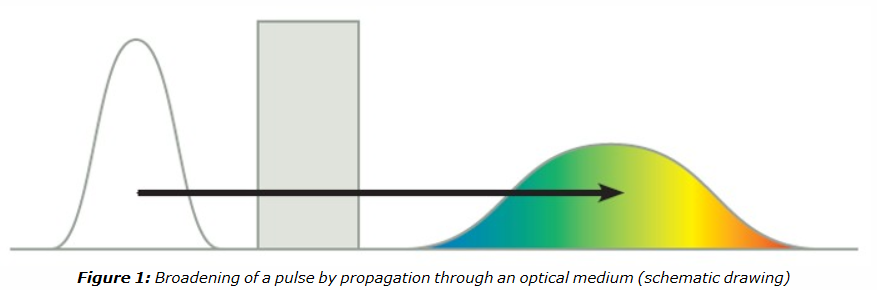 Figure 1: Broadening of a pulse by propagation through an optical medium (schematic drawing)